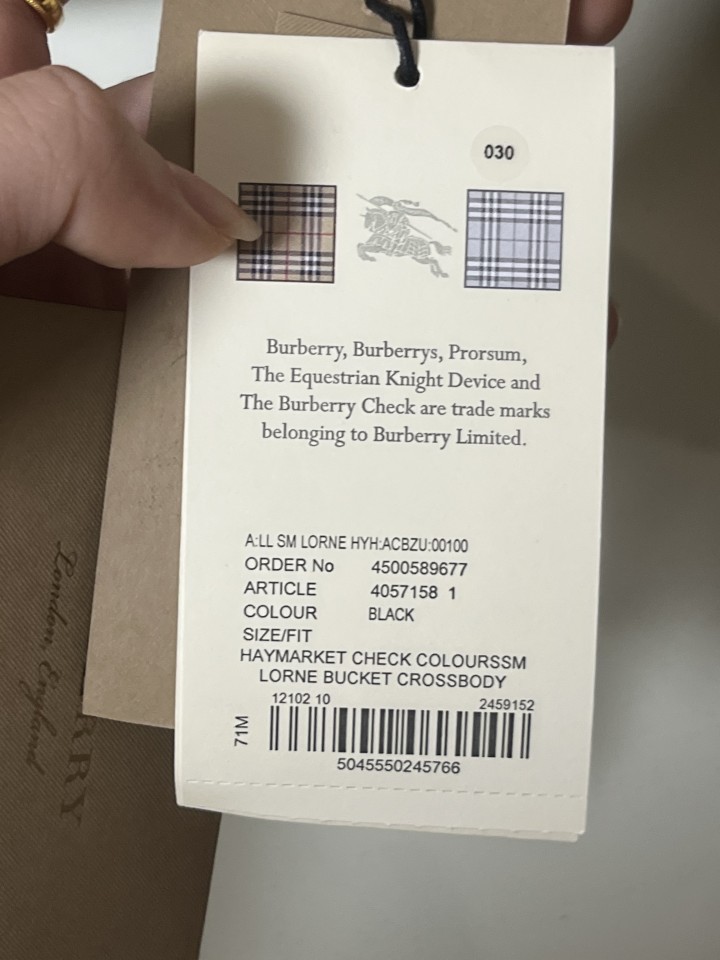 030
Burberry, Burberrys, Prorsum,
The Equestrian Knight Device and
The Burberry Check are trade marks
belonging to Burberry Limited.
A:LL SM LORNE HYH:ACBZU:00100
ORDER No 4500589677
ARTICLE 4057158 1
COLOUR BLACK
SIZE/FIT
HAYMARKET CHECK COLOURSSM
LORNE BUCKET CROSSBODY
12102 10 2459152
71M
5045550245766
RRY
London, England